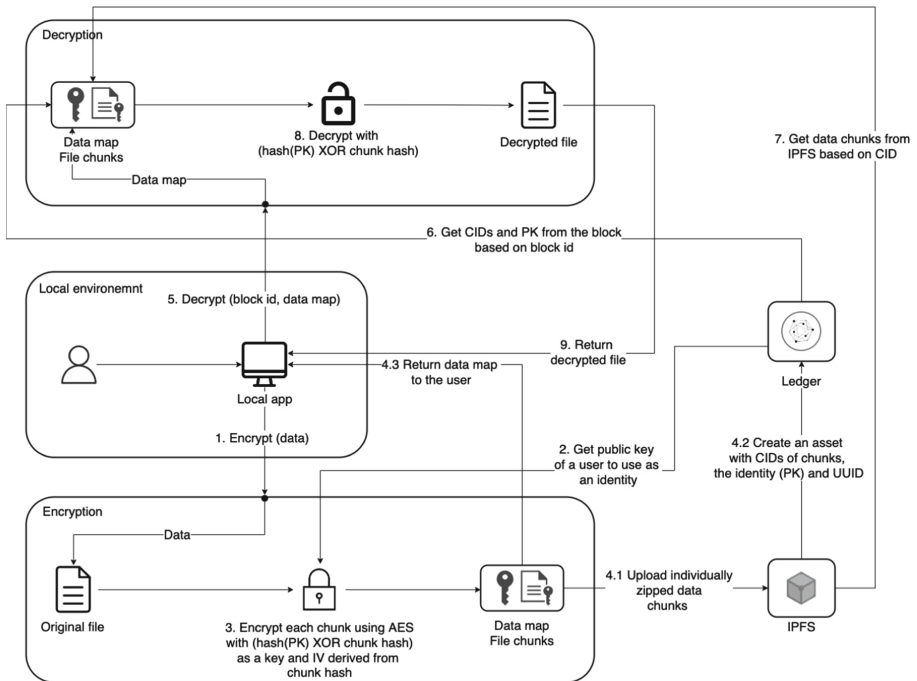 Decryption
Data map
File chunks
8. Decrypt with
(hash(PK) XOR chunk hash)
Decrypted file
7. Get data chunks from
IPFS based on CID
Data map
6. Get CIDs and PK from the block
based on block id
Local environemnt
5. Decrypt (block id, data map)
9. Return
decrypted file
4.3 Return data map
to the user
Ledger
Local app
1. Encrypt (data)
2. Get public key
of a user to use as
an identity
4.2 Create an asset
with CIDs of chunks,
the identity (PK) and UUID
Encryption
Data
4.1 Upload individually
zipped data
chunks
Original file
3. Encrypt each chunk using AES
with (hash(PK) XOR chunk hash)
as a key and IV derived from
chunk hash
Data map
File chunks
IPFS